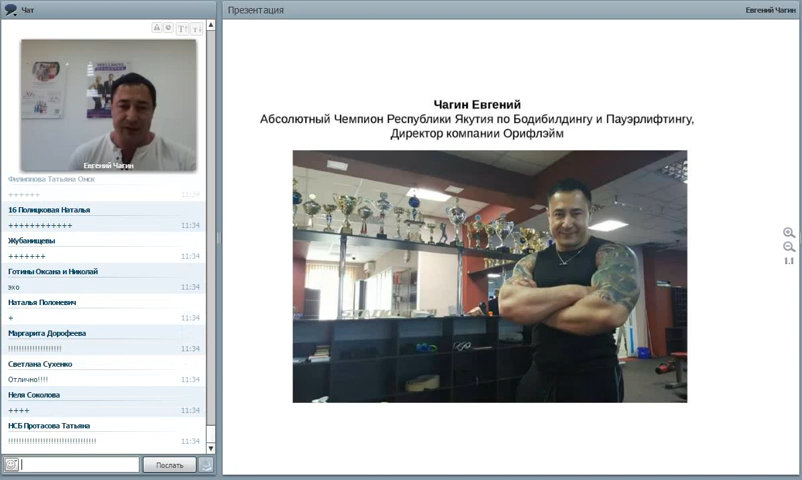 Чат
Евгений Чагин
Филиппова Татьяна Омск
++++++ 11:34
16 Полицковая Наталья
++++++++++++ 11:34
Жубанищевы
+++++++ 11:34
Готины Оксана и Николай
эхо 11:34
Наталья Полоневич
+ 11:34
Маргарита Дорофеева
!!!!!!!!!!!!!!!!!!!! 11:34
Светлана Сухенко
Отлично!!!! 11:34
Неля Соколова
++++ 11:34
НСБ Протасова Татьяна
!!!!!!!!!!!!!!!!!!!!!!!!!!!!!!!!! 11:34
Послать
Презентация
Евгений Чагин
Чагин Евгений
Абсолютный Чемпион Республики Якутия по Бодибилдингу и Пауэрлифтингу,
Директор компании Орифлэйм
1:1